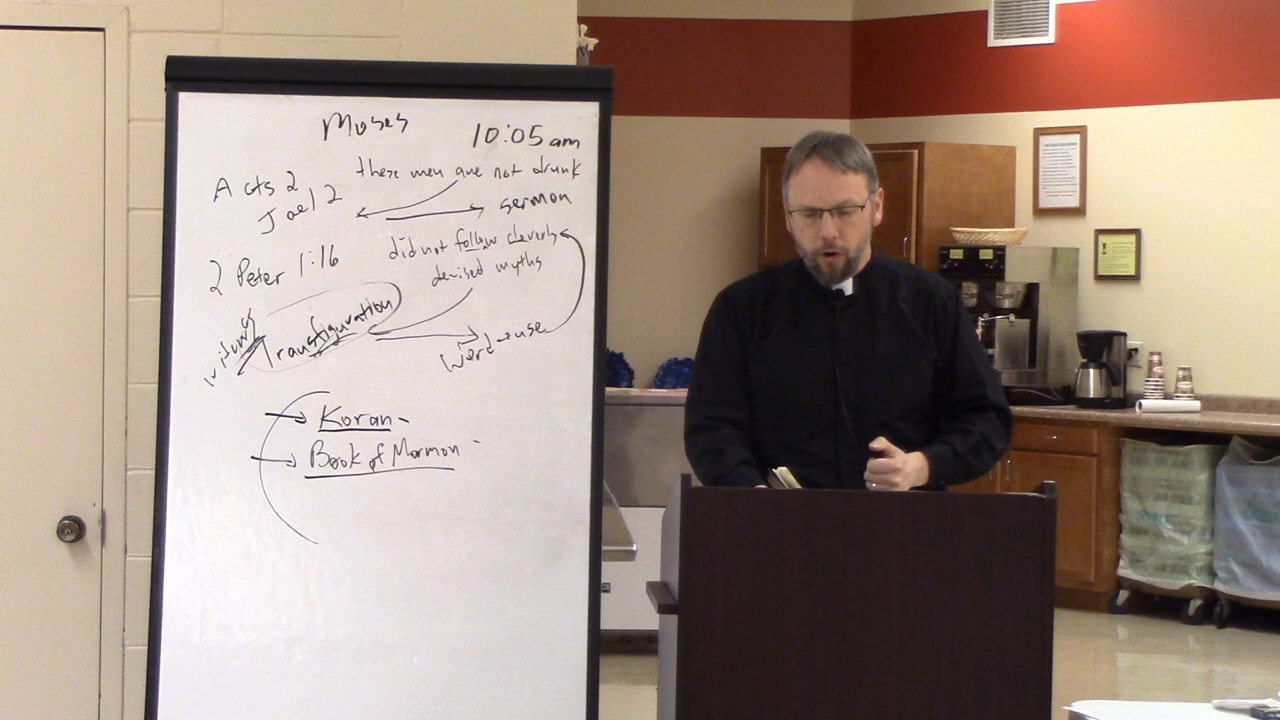 Moses
10:05 am
Acts 2 these men are not drunk
Joel 2 sermon
2 Peter 1:16 did not follow cleverly
devised myths
Transfiguration
Word → use
Koran -
Book of Mormon -